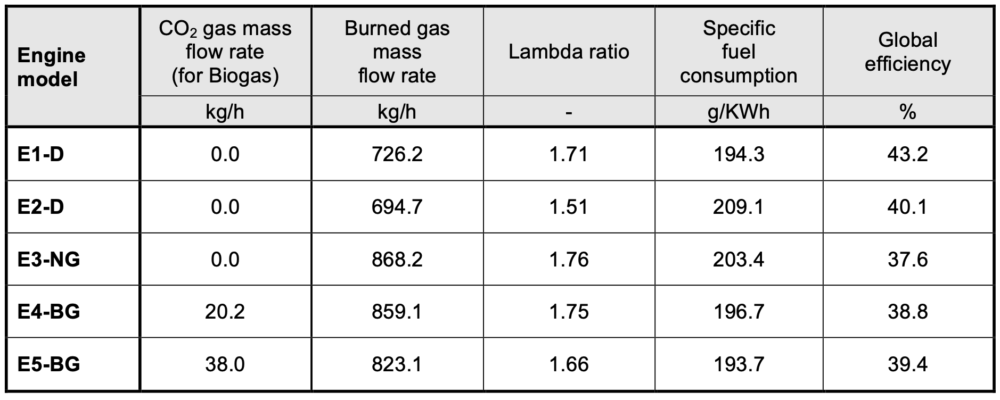 Engine model
CO₂ gas mass flow rate (for Biogas)
Burned gas mass flow rate
Lambda ratio
Specific fuel consumption
Global efficiency
kg/h kg/h - g/KWh %
E1-D 0.0 726.2 1.71 194.3 43.2
E2-D 0.0 694.7 1.51 209.1 40.1
E3-NG 0.0 868.2 1.76 203.4 37.6
E4-BG 20.2 859.1 1.75 196.7 38.8
E5-BG 38.0 823.1 1.66 193.7 39.4